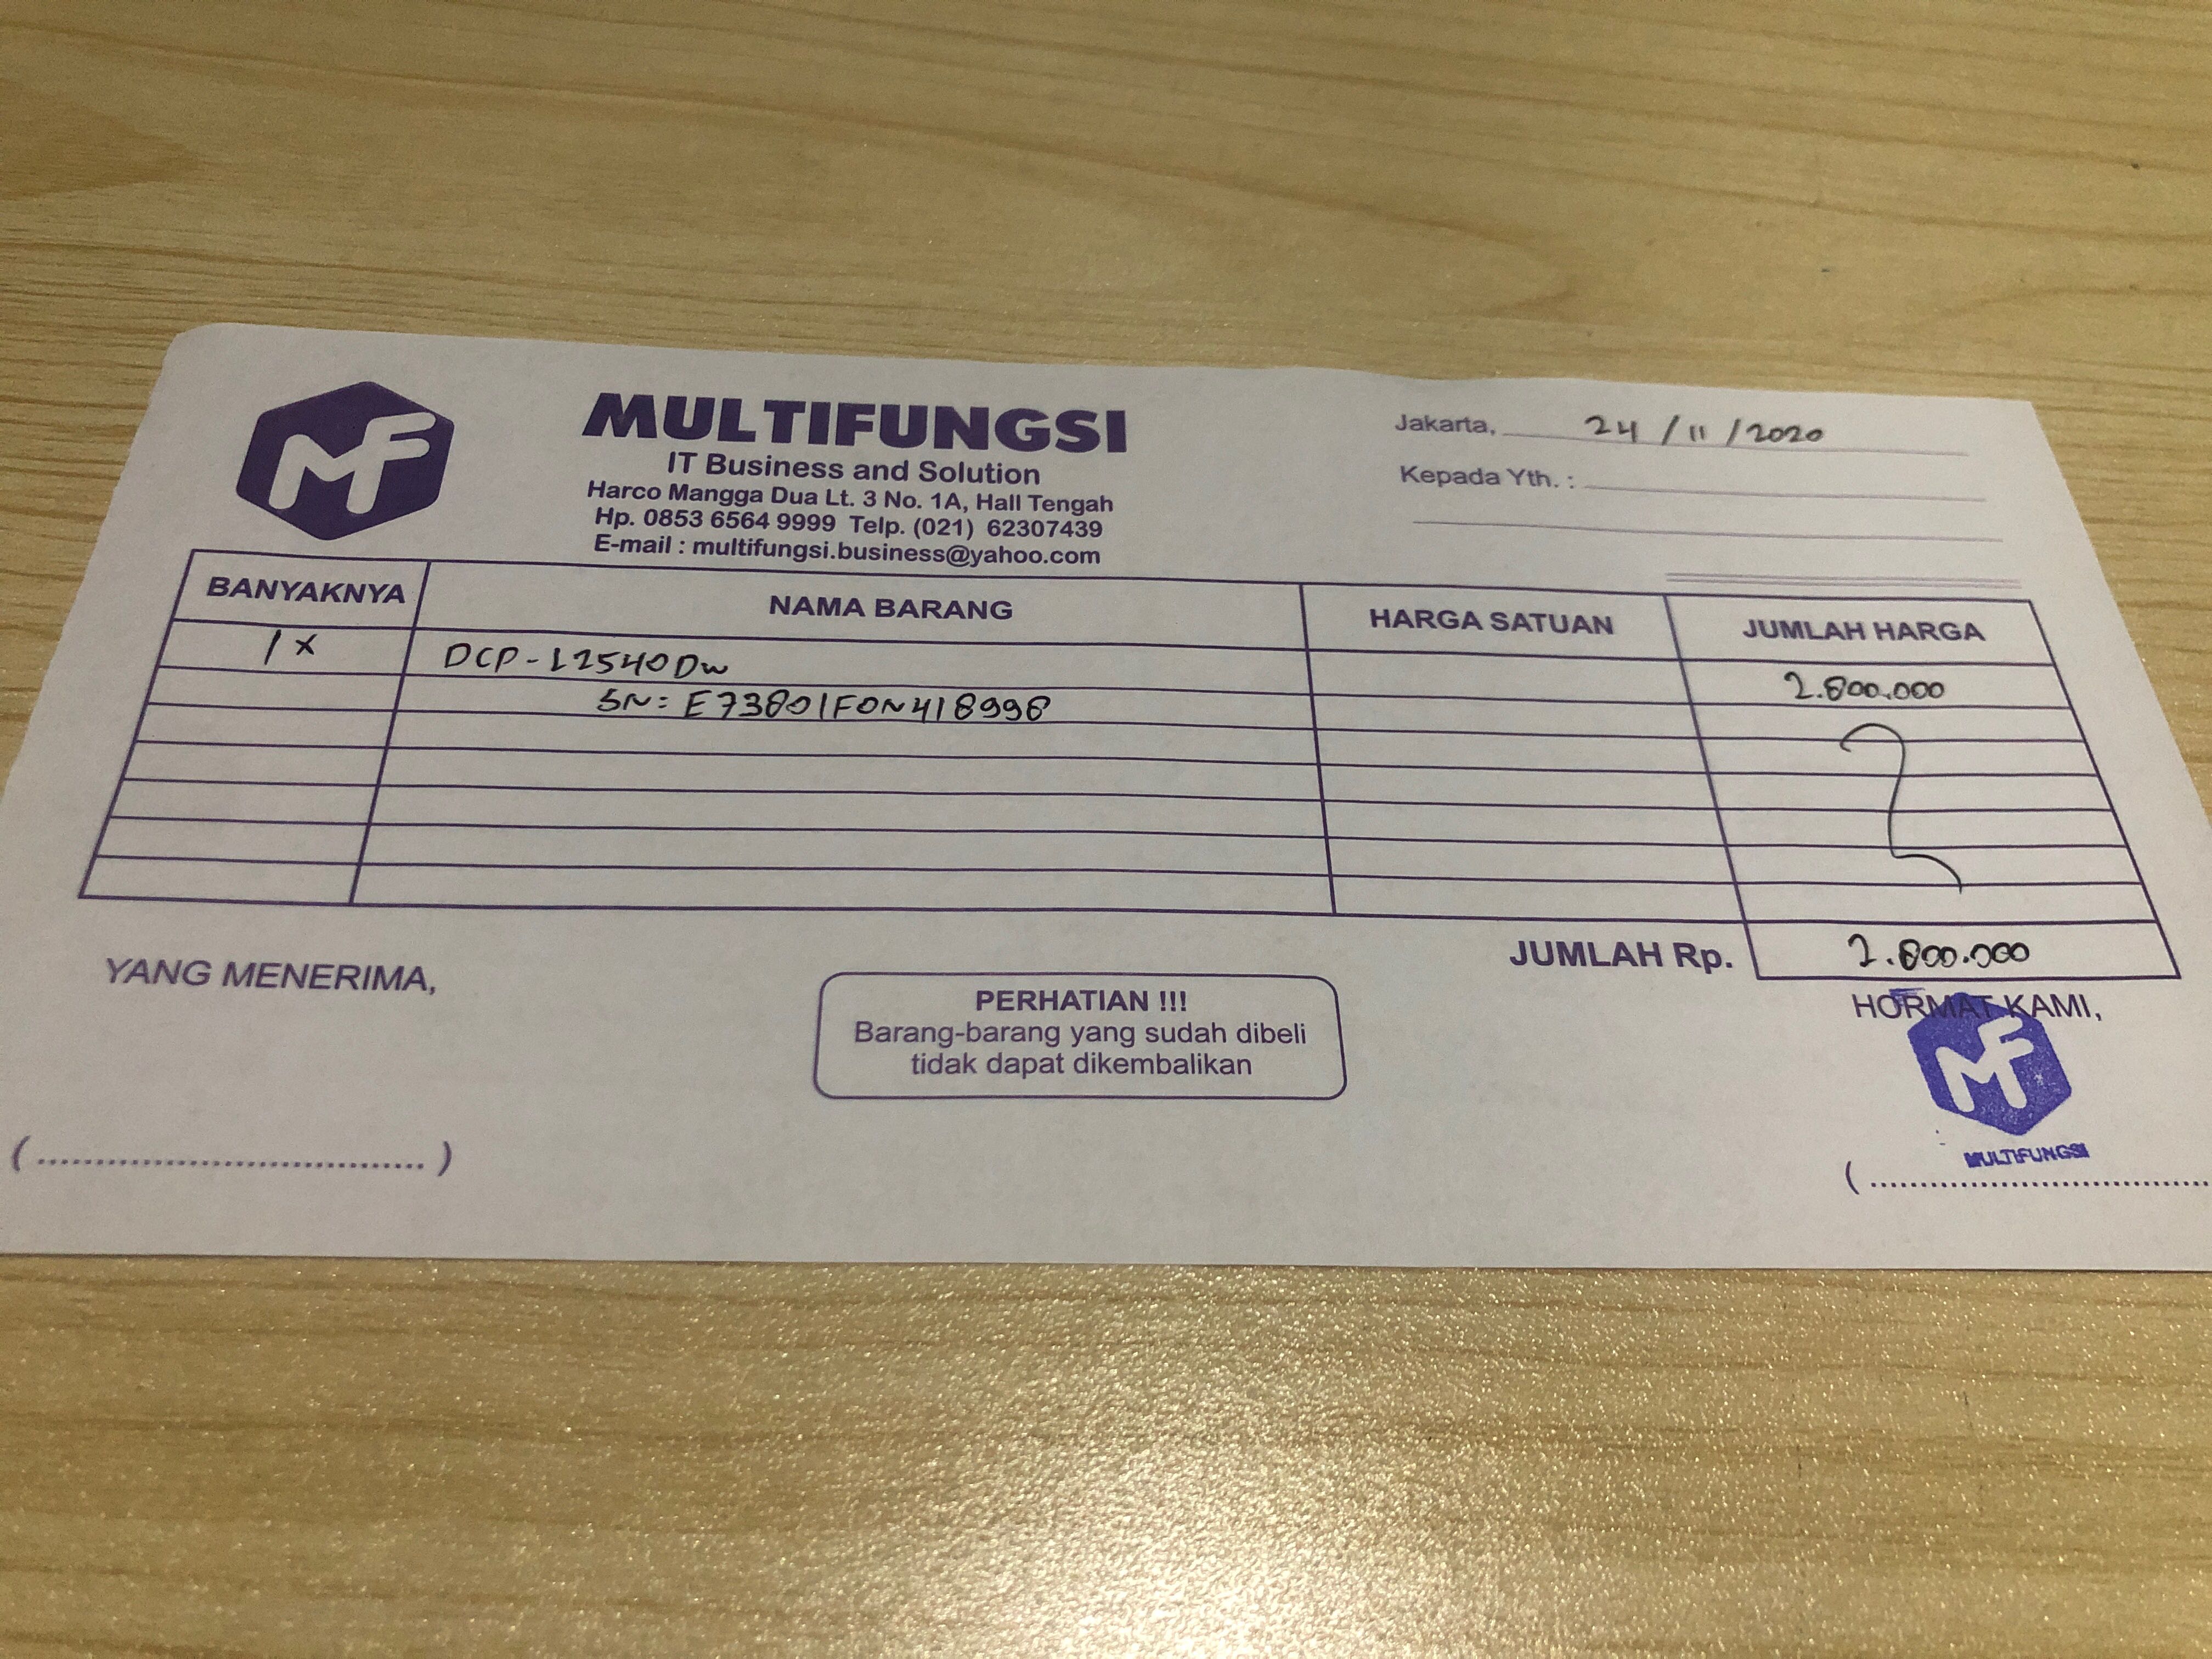 MF
MULTIFUNGSI
IT Business and Solution
Harco Mangga Dua Lt. 3 No. 1A, Hall Tengah
Hp. 0853 6564 9999 Telp. (021) 62307439
E-mail : multifungsi.business@yahoo.com
Jakarta, 24 / 11 / 2020
Kepada Yth. :
BANYAKNYA NAMA BARANG HARGA SATUAN JUMLAH HARGA
1 x DCP-L2540Dw 2.800.000
SN: E73801F0N418998
JUMLAH Rp. 2.800.000
YANG MENERIMA,
PERHATIAN !!!
Barang-barang yang sudah dibeli
tidak dapat dikembalikan
HORMAT KAMI,
MF
MULTIFUNGSI
(................................) (................................